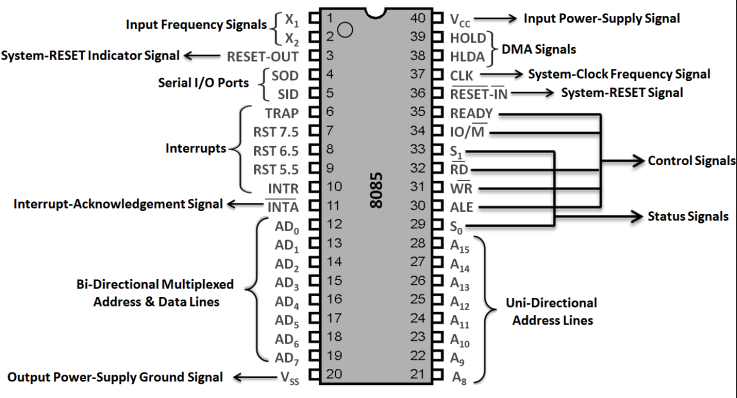 Input Frequency Signals X1 1 40 VCC Input Power-Supply Signal
X2 2 39 HOLD DMA Signals
System-RESET Indicator Signal RESET-OUT 3 38 HLDA
Serial I/O Ports SOD 4 37 CLK System-Clock Frequency Signal
SID 5 36 RESET-IN System-RESET Signal
TRAP 6 35 READY
Interrupts RST 7.5 7 34 IO/M
RST 6.5 8 33 S1
RST 5.5 9 32 RD Control Signals
INTR 10 31 WR
Interrupt-Acknowledgement Signal INTA 11 30 ALE
AD0 12 29 S0 Status Signals
AD1 13 28 A15
AD2 14 27 A14
Bi-Directional Multiplexed AD3 15 26 A13
Address & Data Lines AD4 16 25 A12 Uni-Directional
AD5 17 24 A11 Address Lines
AD6 18 23 A10
AD7 19 22 A9
Output Power-Supply Ground Signal VSS 20 21 A8
8085